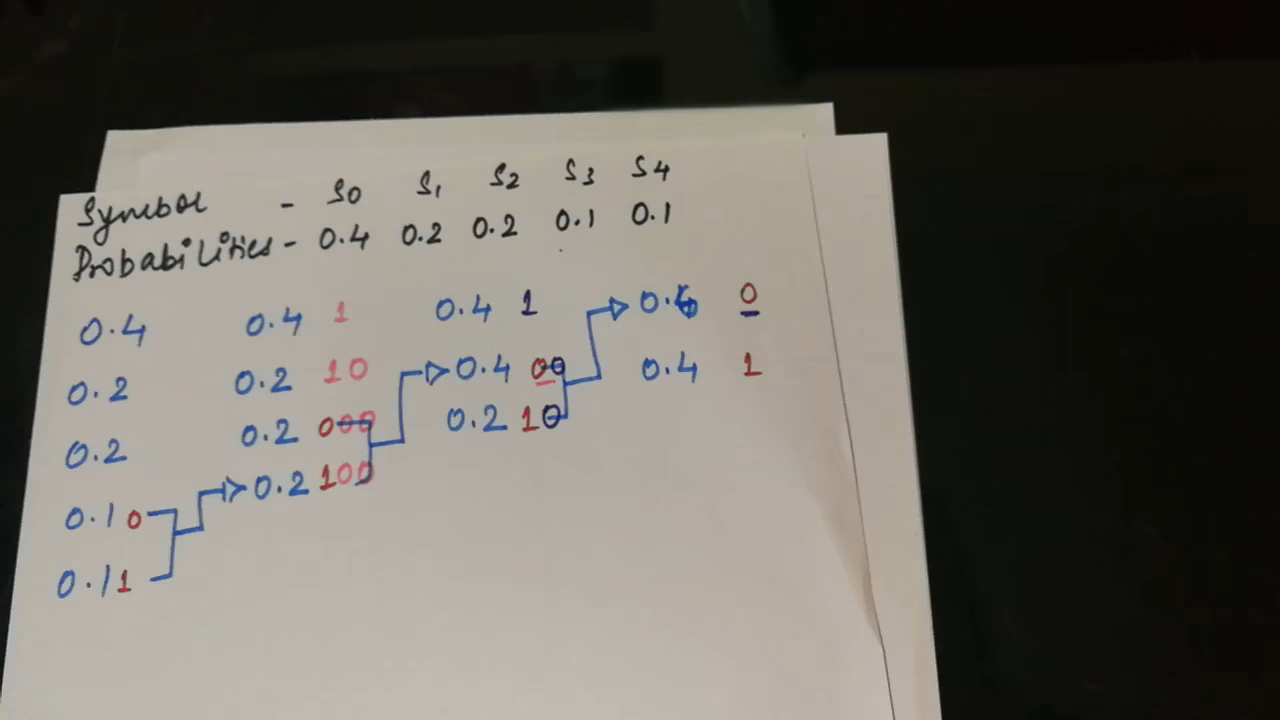 Symbol - S0 S1 S2 S3 S4
Probabilities - 0.4 0.2 0.2 0.1 0.1
0.4 0.4 1 0.4 1 0.6 0
0.2 0.2 10 0.4 00 0.4 1
0.2 0.2 000 0.2 10
0.1 0 0.2 100
0.1 1